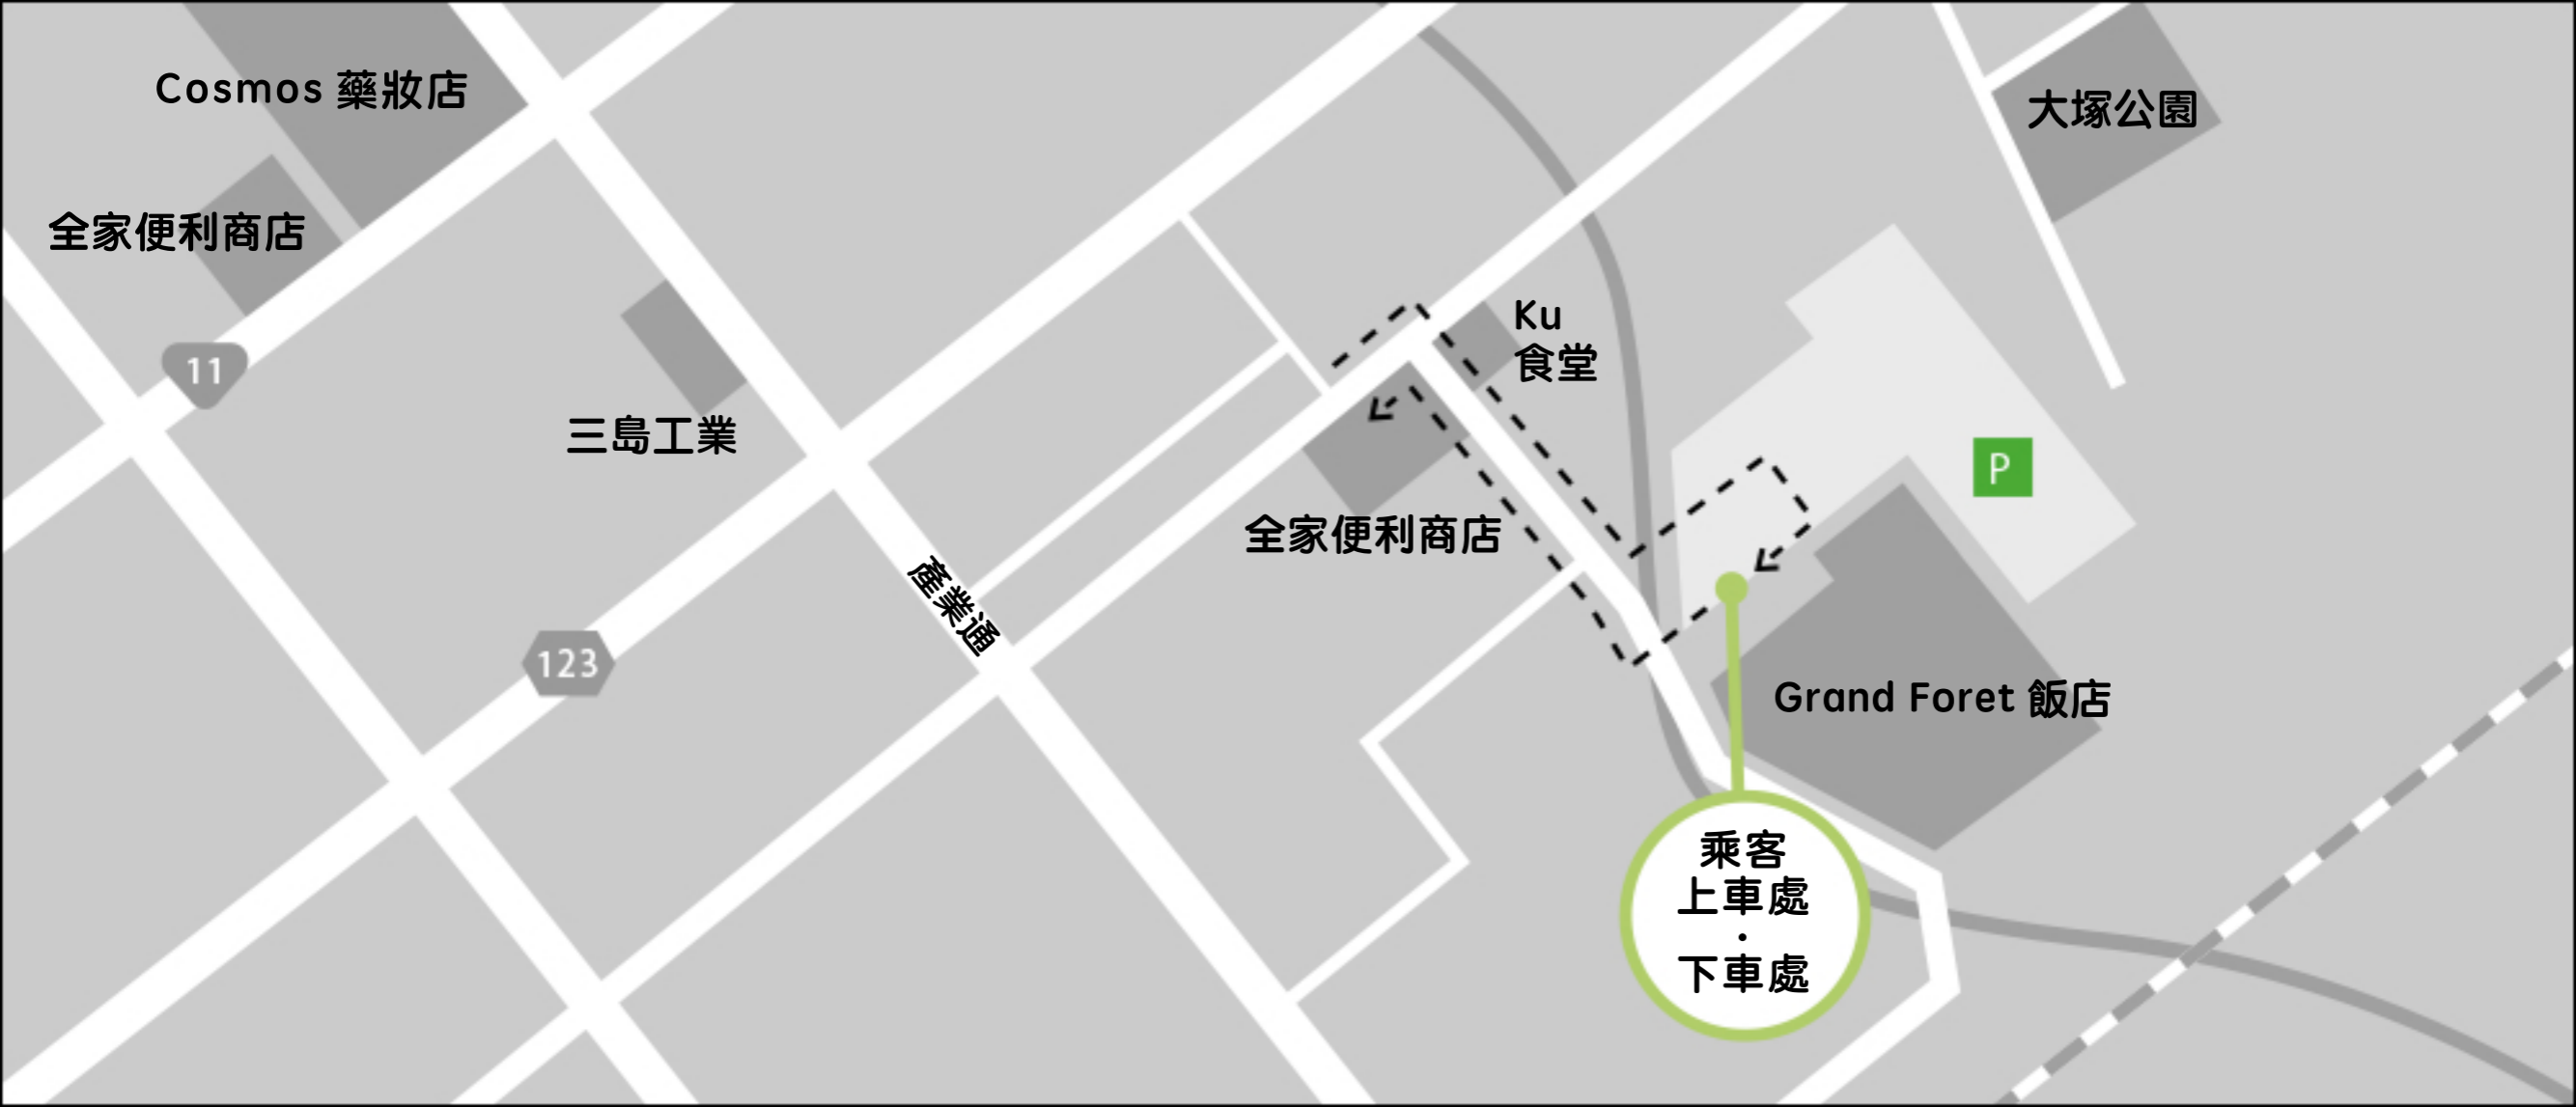 Cosmos 藥妝店
大塚公園
全家便利商店
11
Ku
食堂
三島工業
P
全家便利商店
產業通
123
Grand Foret 飯店
乘客
上車處
・
下車處